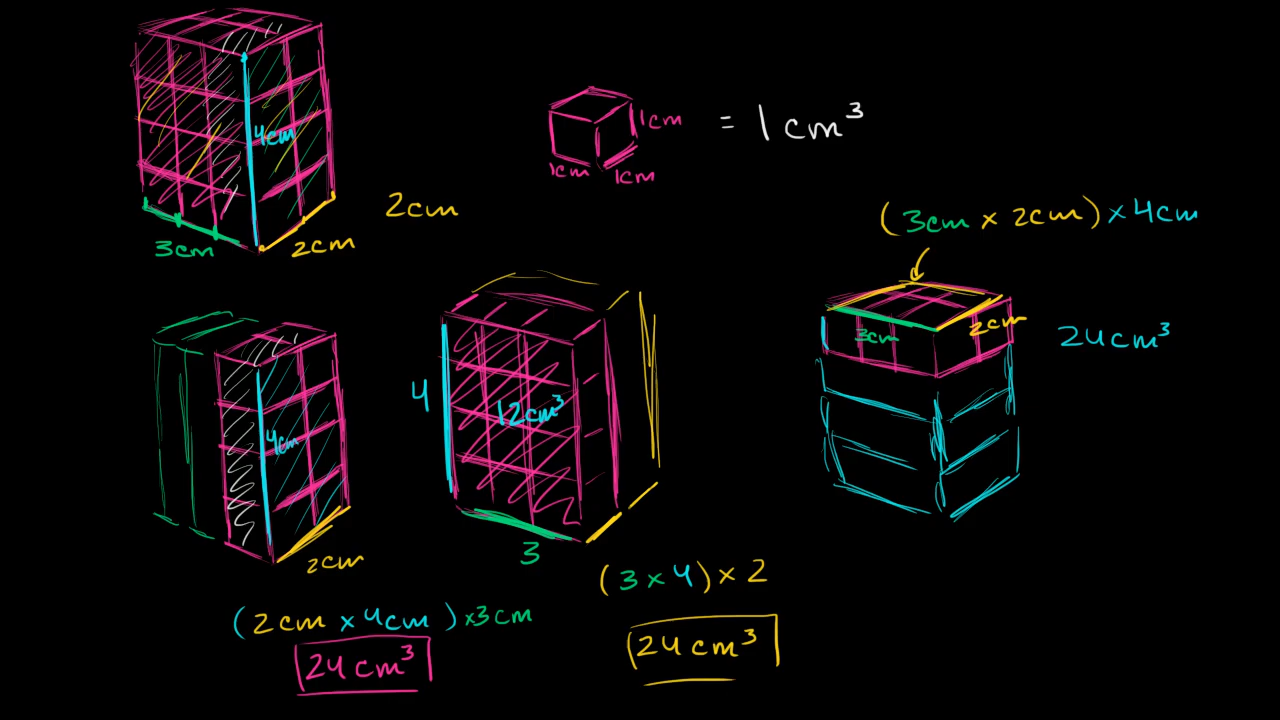 4cm
3cm
2cm
2cm
1cm
1cm
1cm
= 1 cm³
(3cm x 2cm) x 4cm
3cm
2cm
24cm³
4cm
2cm
(2cm x 4cm) x3cm
24cm³
4
12cm³
3
(3 x 4) x 2
24cm³